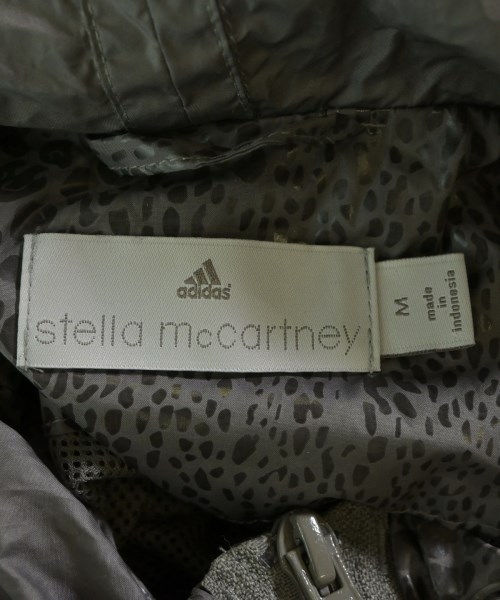 adidas
stella mccartney
M
made
in
indonesia